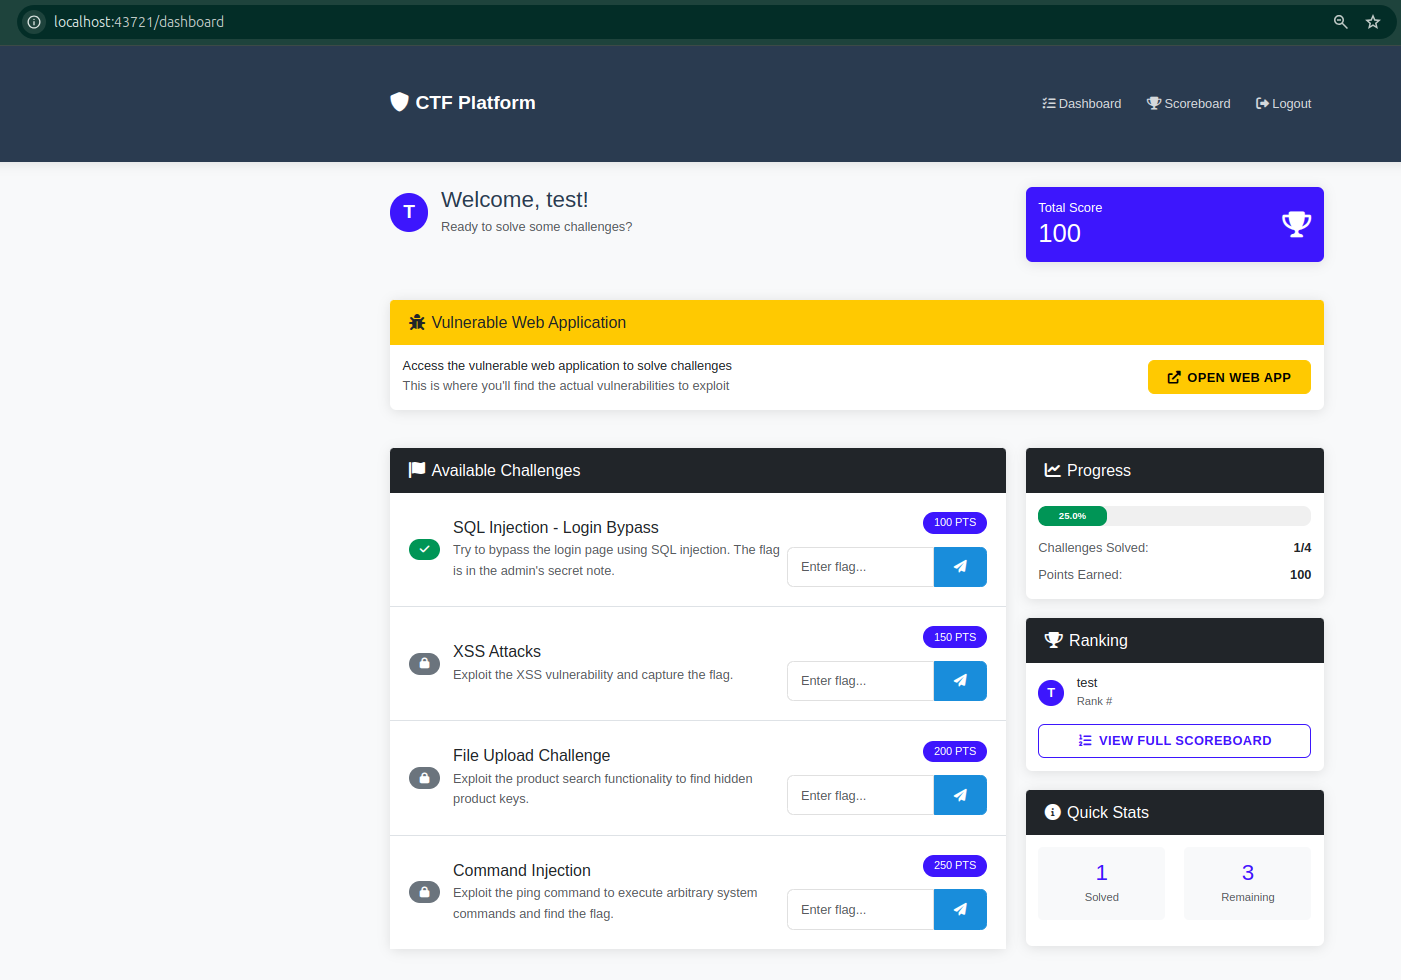 localhost:43721/dashboard
CTF Platform
Dashboard
Scoreboard
Logout
T
Welcome, test!
Ready to solve some challenges?
Total Score
100
Vulnerable Web Application
Access the vulnerable web application to solve challenges
This is where you'll find the actual vulnerabilities to exploit
OPEN WEB APP
Available Challenges
SQL Injection - Login Bypass
Try to bypass the login page using SQL injection. The flag
is in the admin's secret note.
100 PTS
Enter flag...
XSS Attacks
Exploit the XSS vulnerability and capture the flag.
150 PTS
Enter flag...
File Upload Challenge
Exploit the product search functionality to find hidden
product keys.
200 PTS
Enter flag...
Command Injection
Exploit the ping command to execute arbitrary system
commands and find the flag.
250 PTS
Enter flag...
Progress
25.0%
Challenges Solved: 1/4
Points Earned: 100
Ranking
T
test
Rank #
VIEW FULL SCOREBOARD
Quick Stats
1
Solved
3
Remaining